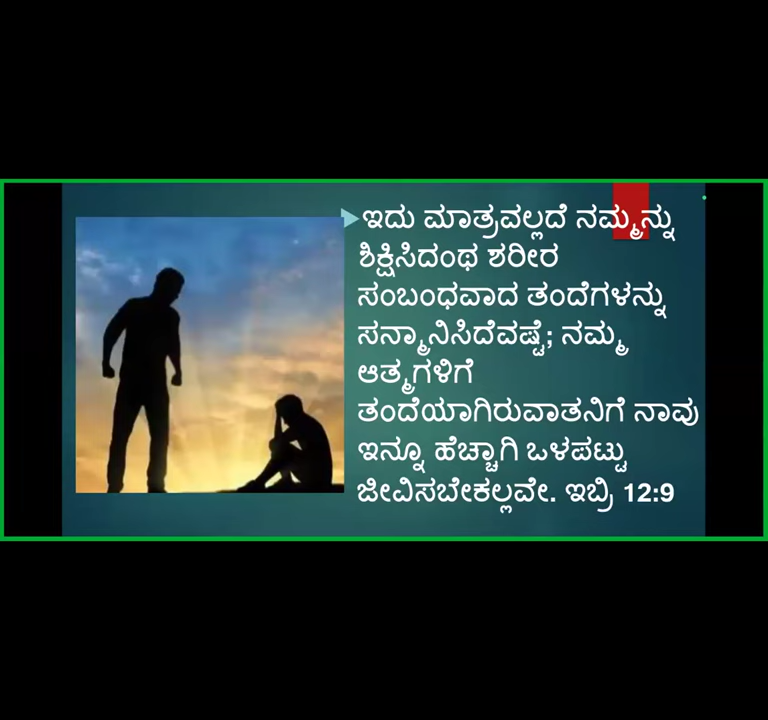 ಇದು ಮಾತ್ರವಲ್ಲದೆ ನಮ್ಮನ್ನು
ಶಿಕ್ಷಿಸಿದಂಥ ಶರೀರ
ಸಂಬಂಧವಾದ ತಂದೆಗಳನ್ನು
ಸನ್ಮಾನಿಸಿದೆವಷ್ಟೆ; ನಮ್ಮ
ಆತ್ಮಗಳಿಗೆ
ತಂದೆಯಾಗಿರುವಾತನಿಗೆ ನಾವು
ಇನ್ನೂ ಹೆಚ್ಚಾಗಿ ಒಳಪಟ್ಟು
ಜೀವಿಸಬೇಕಲ್ಲವೇ. ಇಬ್ರಿ 12:9